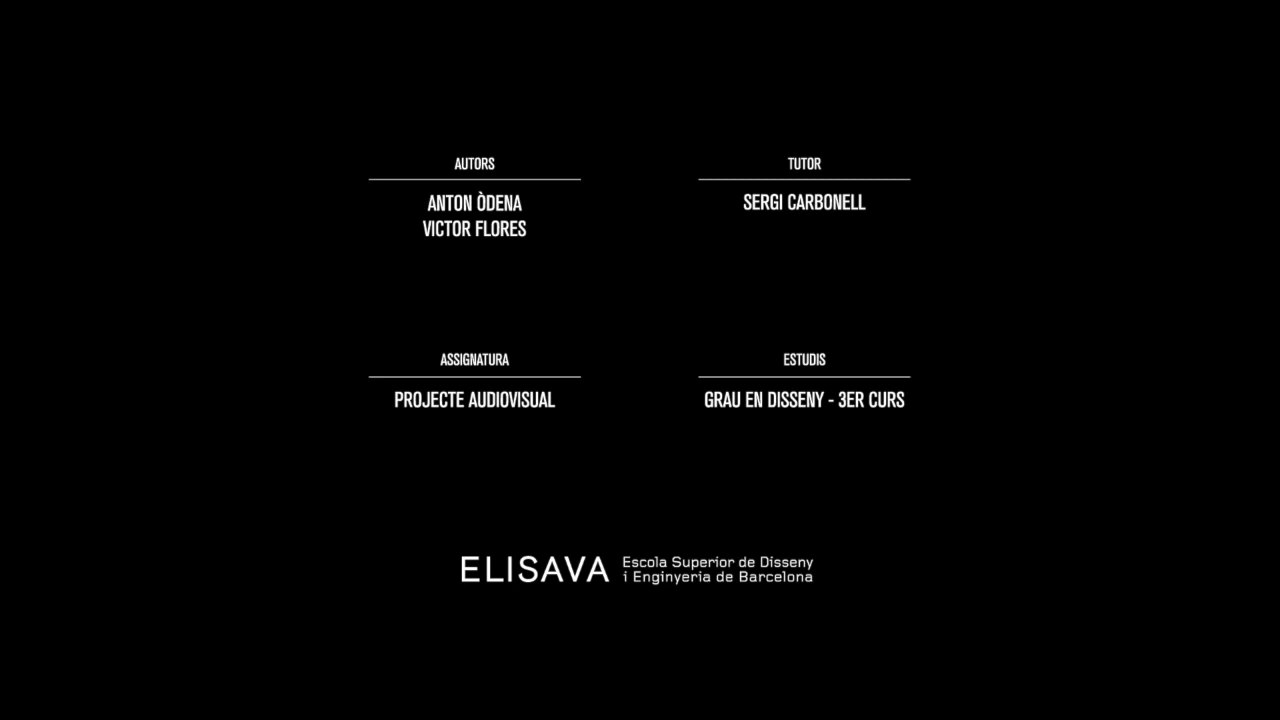 AUTORS
ANTON ÒDENA
VICTOR FLORES
TUTOR
SERGI CARBONELL
ASSIGNATURA
PROJECTE AUDIOVISUAL
ESTUDIS
GRAU EN DISSENY - 3ER CURS
ELISAVA
Escola Superior de Disseny
i Enginyeria de Barcelona